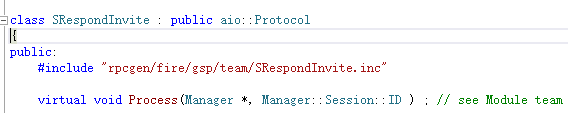 class SRespondInvite : public aio::Protocol
{
public:
#include "rpcgen/fire/gsp/team/SRespondInvite.inc"
virtual void Process(Manager *, Manager::Session::ID ) ; // see Module team